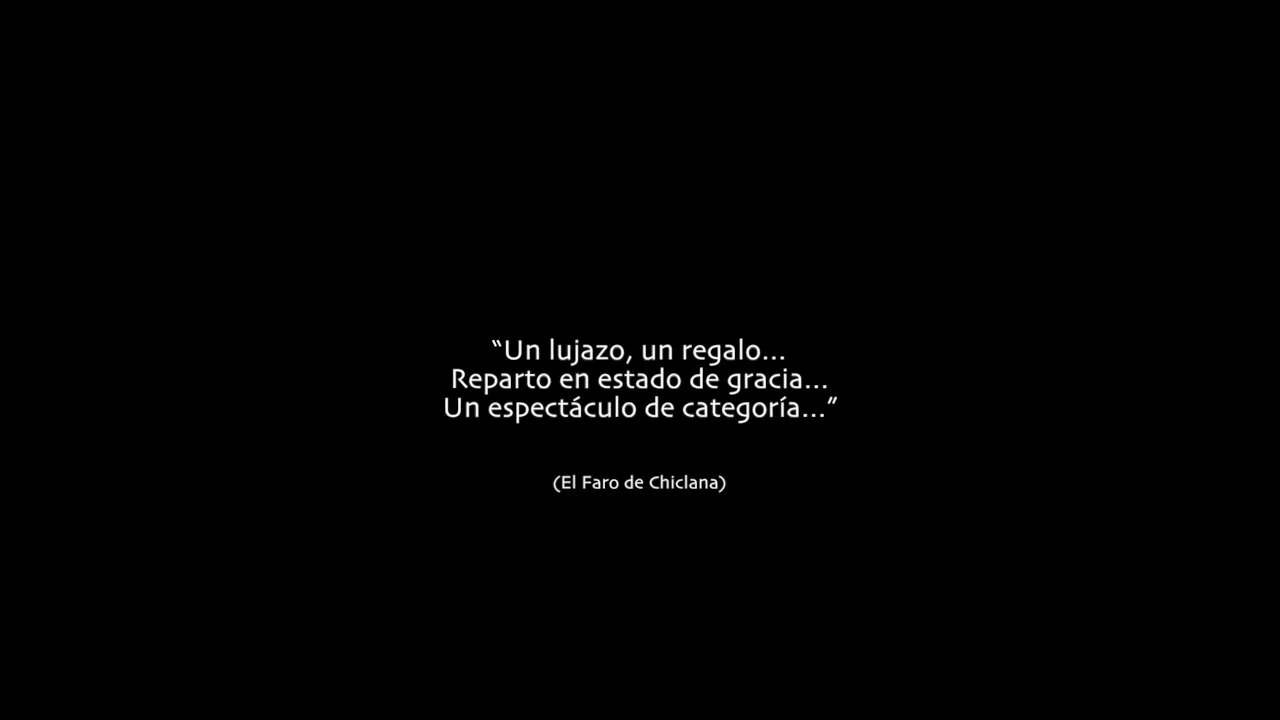 “Un lujazo, un regalo...
Reparto en estado de gracia...
Un espectáculo de categoría...”
(El Faro de Chiclana)